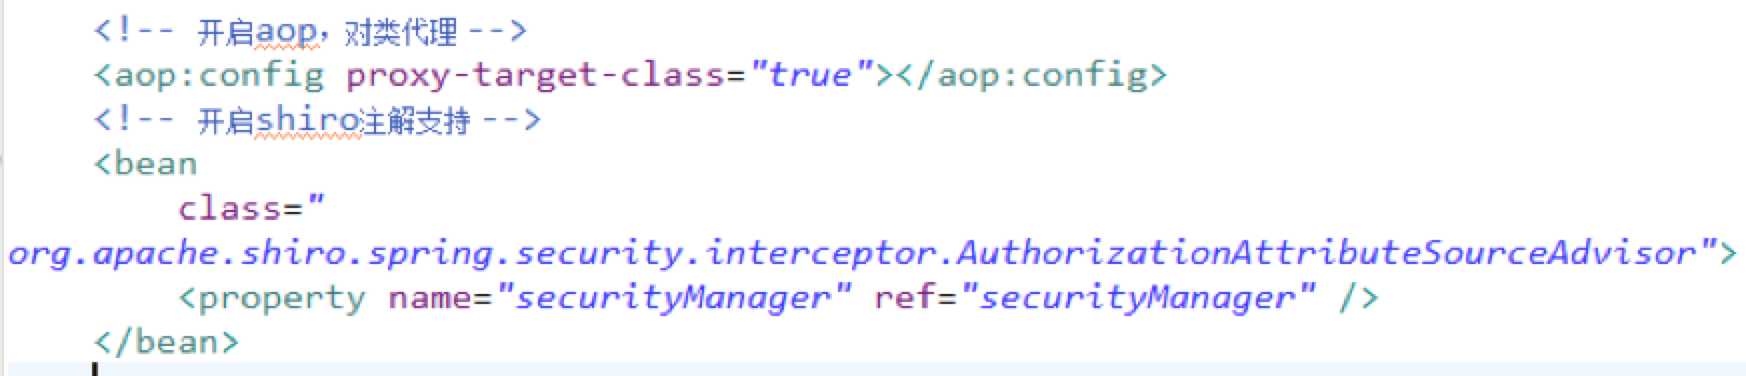 <!-- 开启aop，对类代理 -->
<aop:config proxy-target-class="true"></aop:config>
<!-- 开启shiro注解支持 -->
<bean
class="
org.apache.shiro.spring.security.interceptor.AuthorizationAttributeSourceAdvisor">
<property name="securityManager" ref="securityManager" />
</bean>